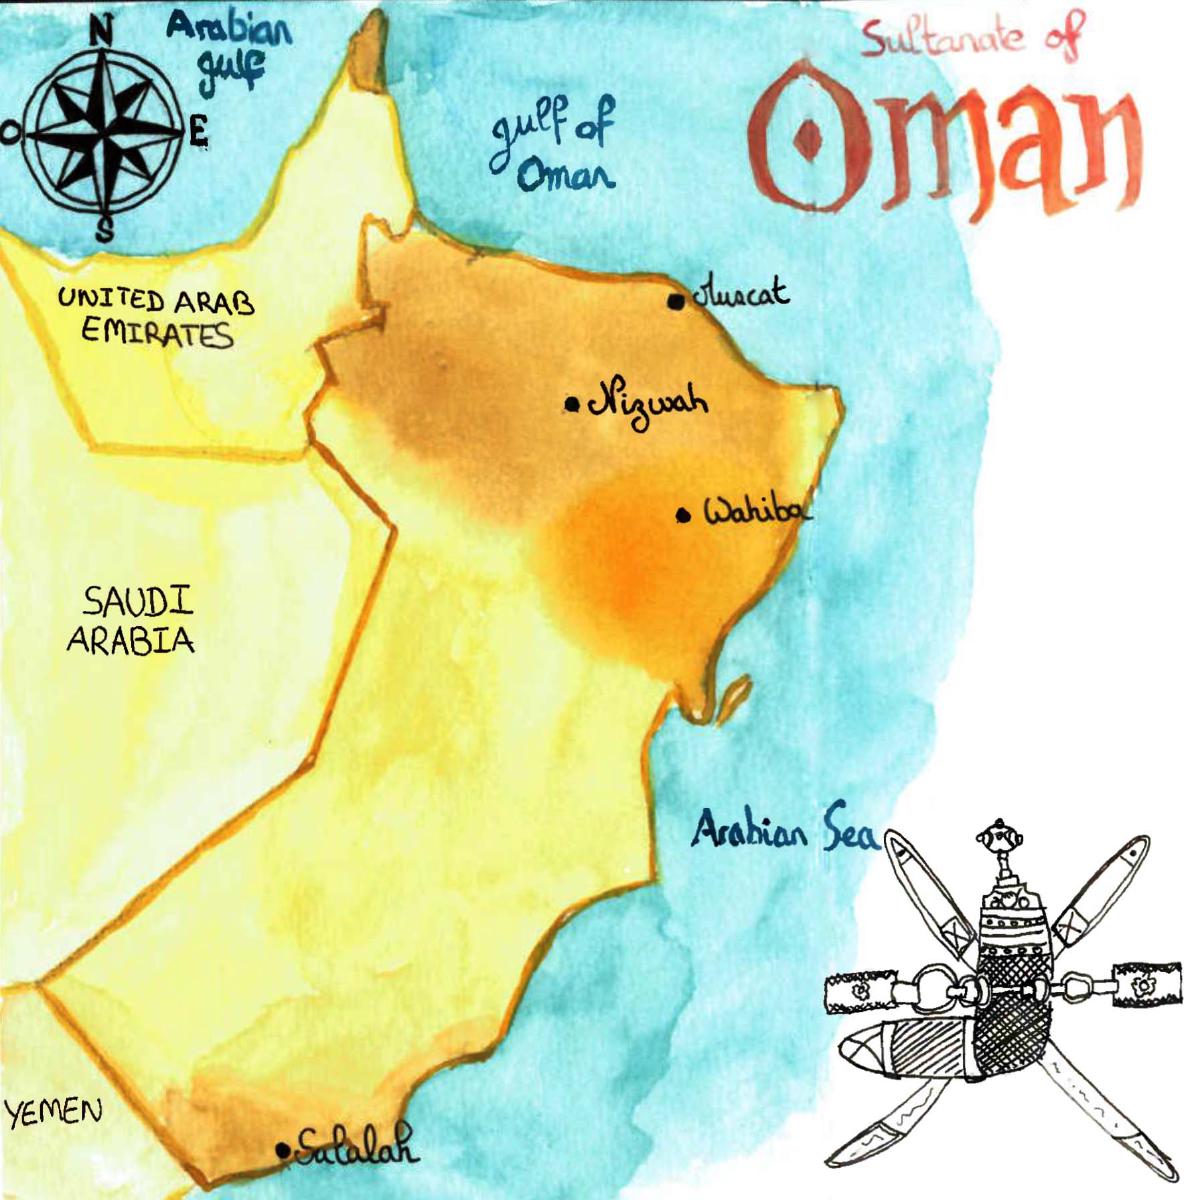 N
O
E
S
Arabian
gulf
gulf of
Oman
Sultanate of
Oman
UNITED ARAB
EMIRATES
Muscat
Nizwah
Wahiba
SAUDI
ARABIA
Arabian Sea
YEMEN
Salalah